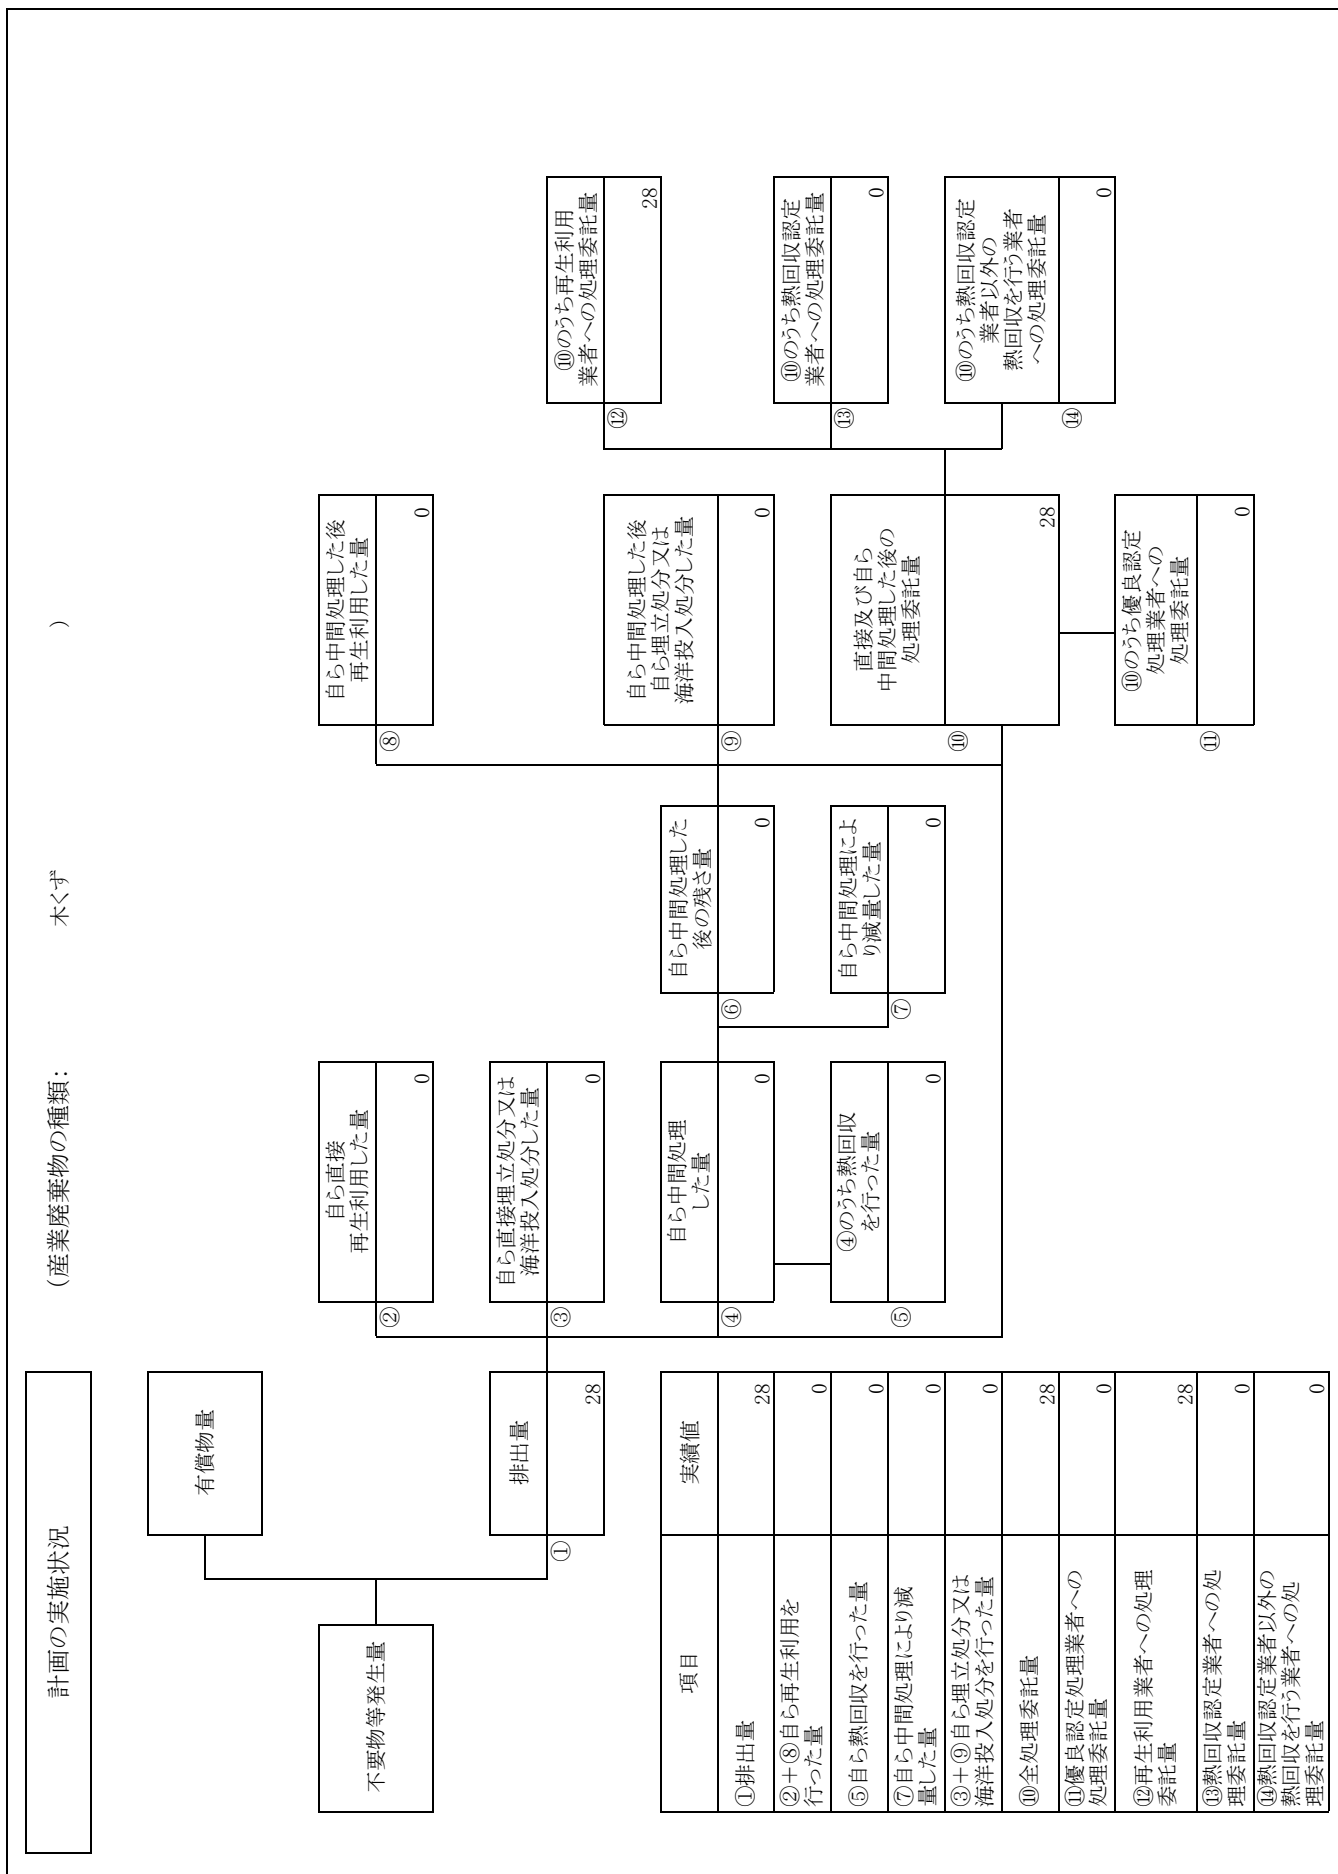 計画の実施状況
(産業廃棄物の種類: 木くず )
不要物等発生量
有償物量
排出量
①
28
自ら直接
再生利用した量
②
0
自ら直接埋立処分又は
海洋投入処分した量
③
0
自ら中間処理
した量
④
0
④のうち熱回収
を行った量
⑤
0
自ら中間処理した
後の残さ量
⑥
0
自ら中間処理によ
り減量した量
⑦
0
自ら中間処理した後
再生利用した量
⑧
0
自ら中間処理した後
自ら埋立処分又は
海洋投入処分した量
⑨
0
直接及び自ら
中間処理した後の
処理委託量
⑩
28
⑩のうち優良認定
処理業者への
処理委託量
⑪
0
⑩のうち再生利用
業者への処理委託量
⑫
28
⑩のうち熱回収認定
業者への処理委託量
⑬
0
⑩のうち熱回収認定
業者以外の
熱回収を行う業者
への処理委託量
⑭
0
項目 実績値
①排出量 28
②+⑧自ら再生利用を
行った量 0
⑤自ら熱回収を行った量 0
⑦自ら中間処理により減
量した量 0
③+⑨自ら埋立処分又は
海洋投入処分を行った量 0
⑩全処理委託量 28
⑪優良認定処理業者への
処理委託量 0
⑫再生利用業者への処理
委託量 28
⑬熱回収認定業者への処
理委託量 0
⑭熱回収認定業者以外の
熱回収を行う業者への処
理委託量 0